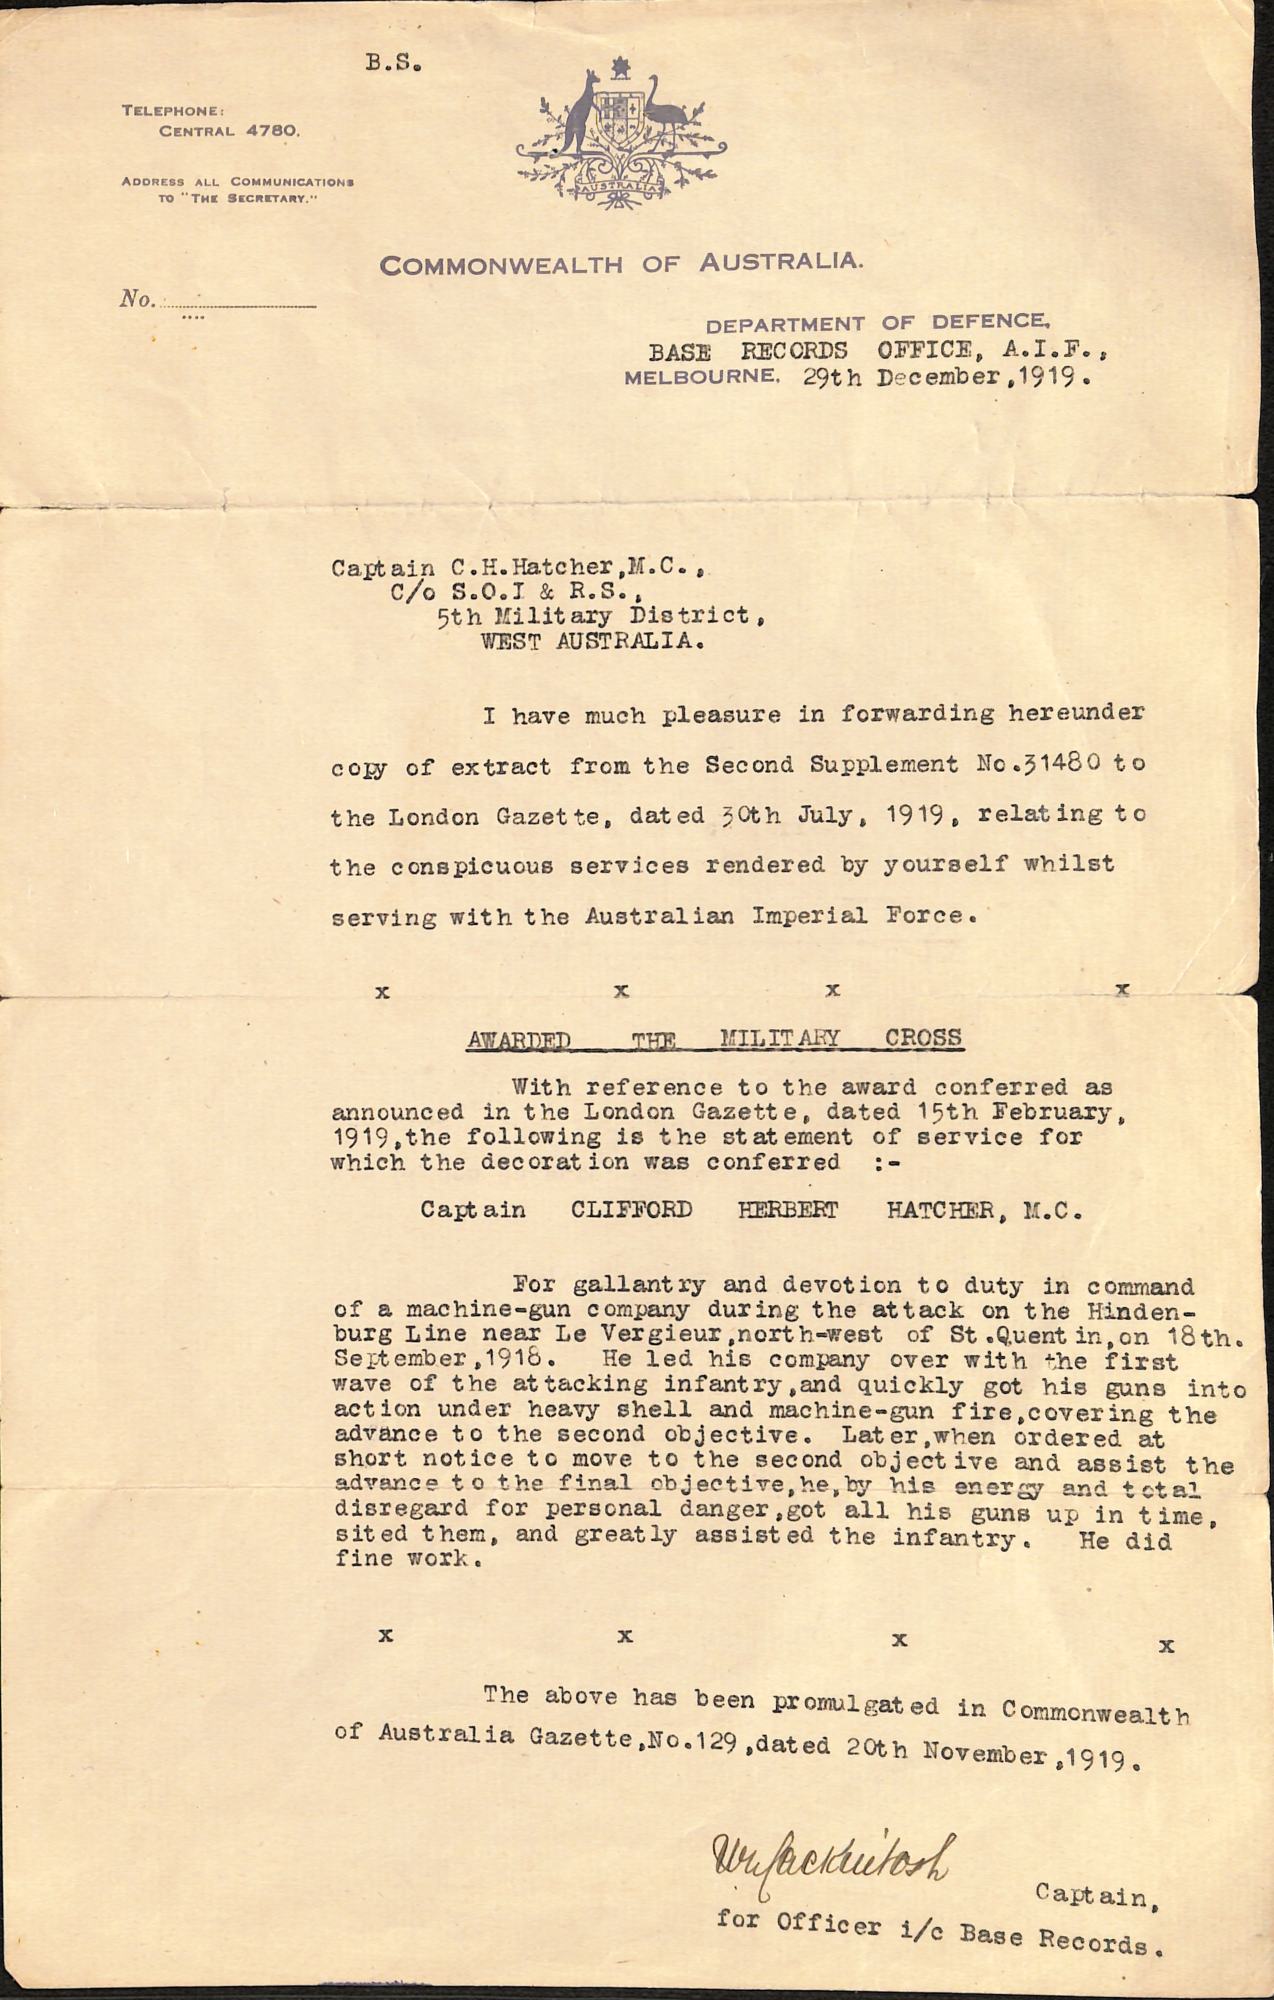 B.S.
TELEPHONE:
CENTRAL 4780.
ADDRESS ALL COMMUNICATIONS
TO "THE SECRETARY."
AUSTRALIA
COMMONWEALTH OF AUSTRALIA.
No.
DEPARTMENT OF DEFENCE,
BASE RECORDS OFFICE, A.I.F.,
MELBOURNE. 29th December,1919.
Captain C.H.Hatcher,M.C.,
C/o S.O.I & R.S.,
5th Military District,
WEST AUSTRALIA.
I have much pleasure in forwarding hereunder
copy of extract from the Second Supplement No.31480 to
the London Gazette, dated 30th July, 1919, relating to
the conspicuous services rendered by yourself whilst
serving with the Australian Imperial Force.
x x x x
AWARDED THE MILITARY CROSS
With reference to the award conferred as
announced in the London Gazette, dated 15th February,
1919,the following is the statement of service for
which the decoration was conferred :-
Captain CLIFFORD HERBERT HATCHER, M.C.
For gallantry and devotion to duty in command
of a machine-gun company during the attack on the Hinden-
burg Line near Le Vergieur,north-west of St.Quentin,on 18th.
September,1918. He led his company over with the first
wave of the attacking infantry,and quickly got his guns into
action under heavy shell and machine-gun fire,covering the
advance to the second objective. Later,when ordered at
short notice to move to the second objective and assist the
advance to the final objective,he,by his energy and total
disregard for personal danger,got all his guns up in time,
sited them, and greatly assisted the infantry. He did
fine work.
x x x x
The above has been promulgated in Commonwealth
of Australia Gazette,No.129,dated 20th November,1919.
Captain,
for Officer i/c Base Records.